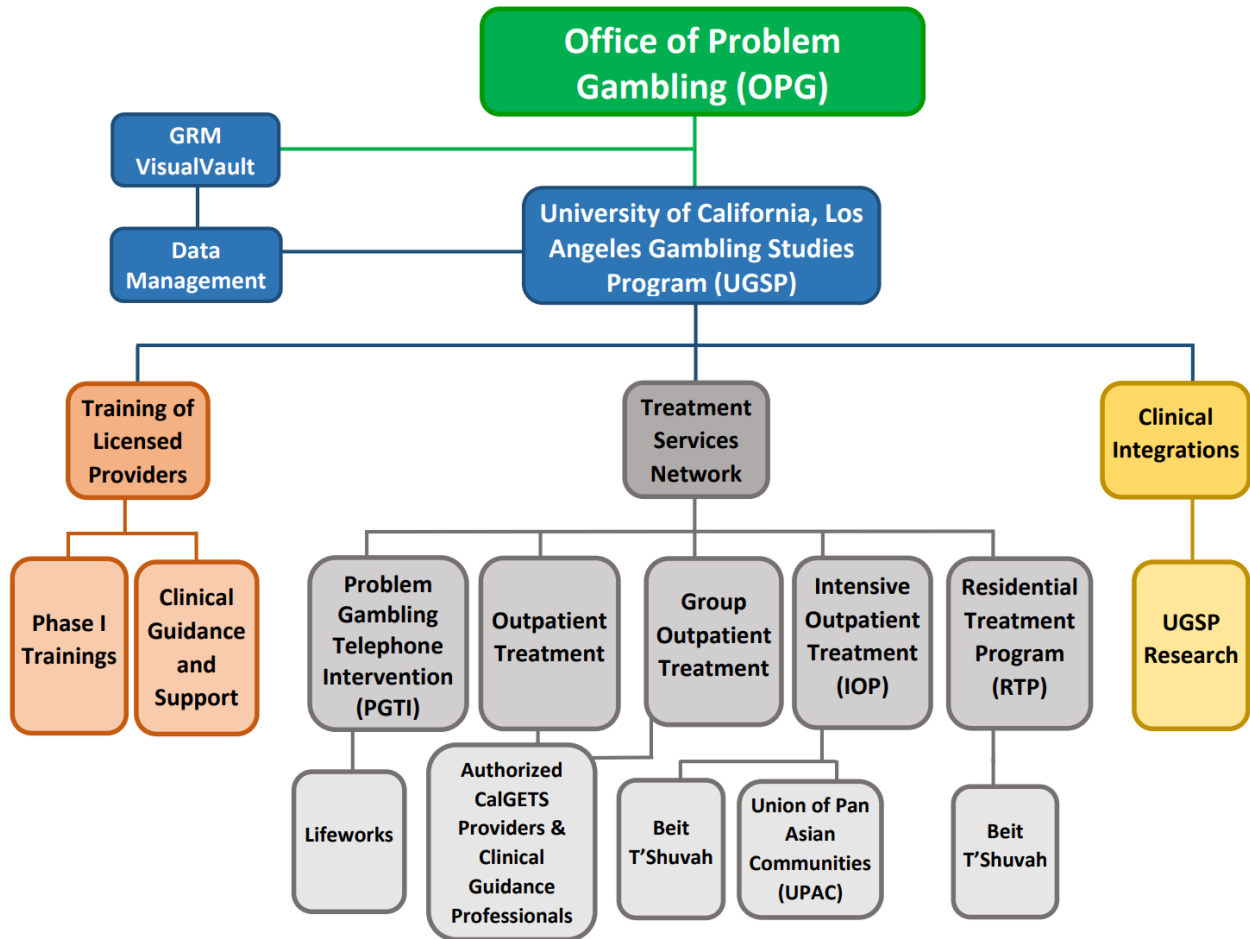 Office of Problem
Gambling (OPG)
GRM
VisualVault
Data
Management
University of California, Los
Angeles Gambling Studies
Program (UGSP)
Training of
Licensed
Providers
Treatment
Services
Network
Clinical
Integrations
Phase I
Trainings
Clinical
Guidance
and
Support
Problem
Gambling
Telephone
Intervention
(PGTI)
Outpatient
Treatment
Group
Outpatient
Treatment
Intensive
Outpatient
Treatment
(IOP)
Residential
Treatment
Program
(RTP)
UGSP
Research
Lifeworks
Authorized
CalGETS
Providers &
Clinical
Guidance
Professionals
Beit
T’Shuvah
Union of Pan
Asian
Communities
(UPAC)
Beit
T’Shuvah